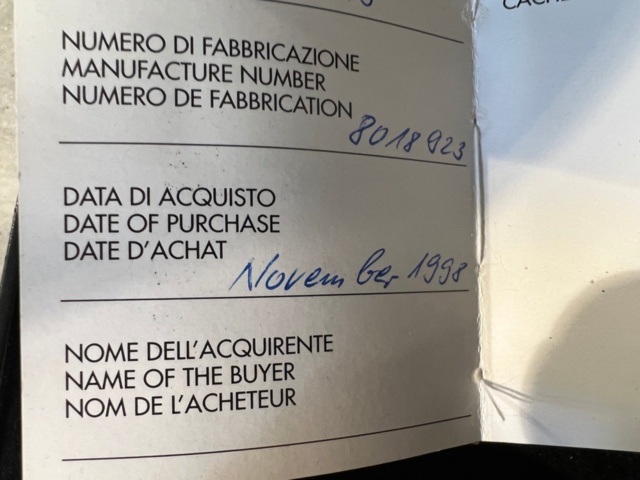 NUMERO DI FABBRICAZIONE
MANUFACTURE NUMBER
NUMERO DE FABBRICATION
8018923
DATA DI ACQUISTO
DATE OF PURCHASE
DATE D'ACHAT
November 1998
NOME DELL'ACQUIRENTE
NAME OF THE BUYER
NOM DE L'ACHETEUR